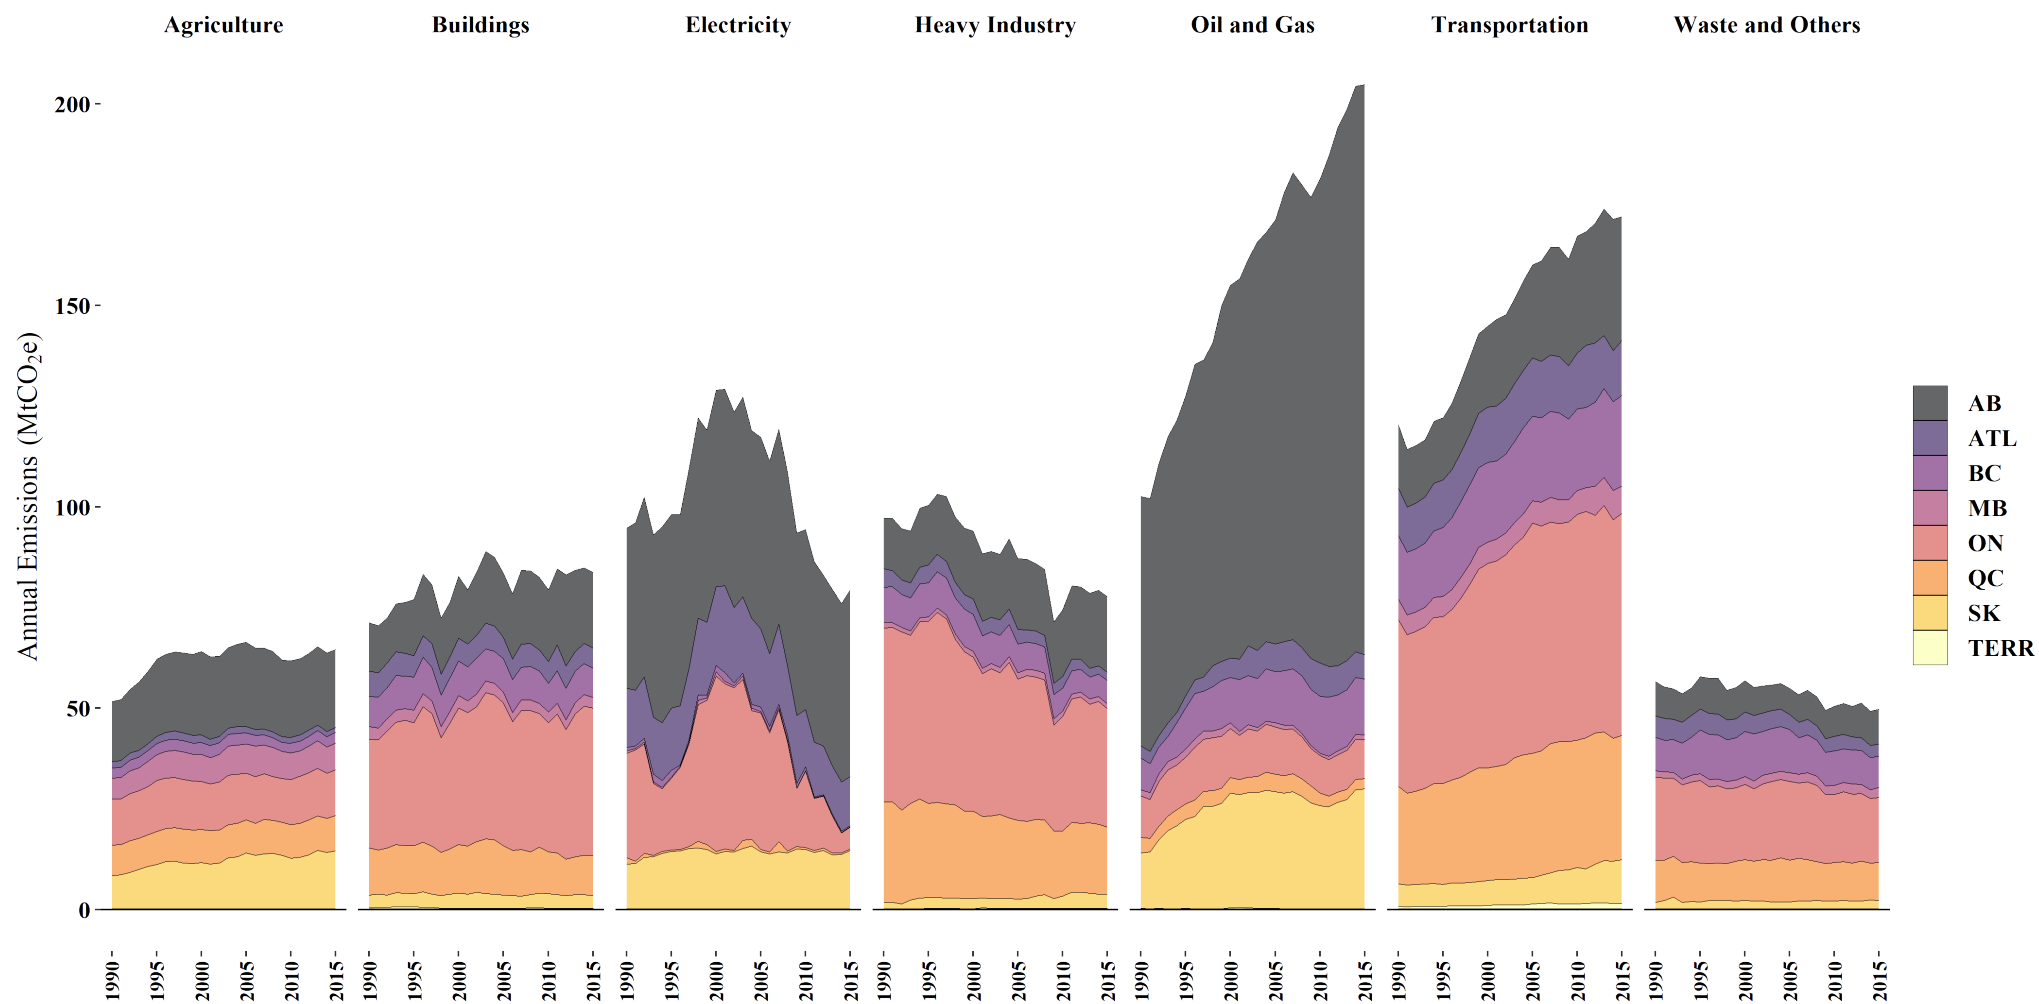 Agriculture Buildings Electricity Heavy Industry Oil and Gas Transportation Waste and Others
Annual Emissions (MtCO₂e)
200
150
100
50
0
1990 1995 2000 2005 2010 2015 1990 1995 2000 2005 2010 2015 1990 1995 2000 2005 2010 2015 1990 1995 2000 2005 2010 2015 1990 1995 2000 2005 2010 2015 1990 1995 2000 2005 2010 2015 1990 1995 2000 2005 2010 2015
AB
ATL
BC
MB
ON
QC
SK
TERR